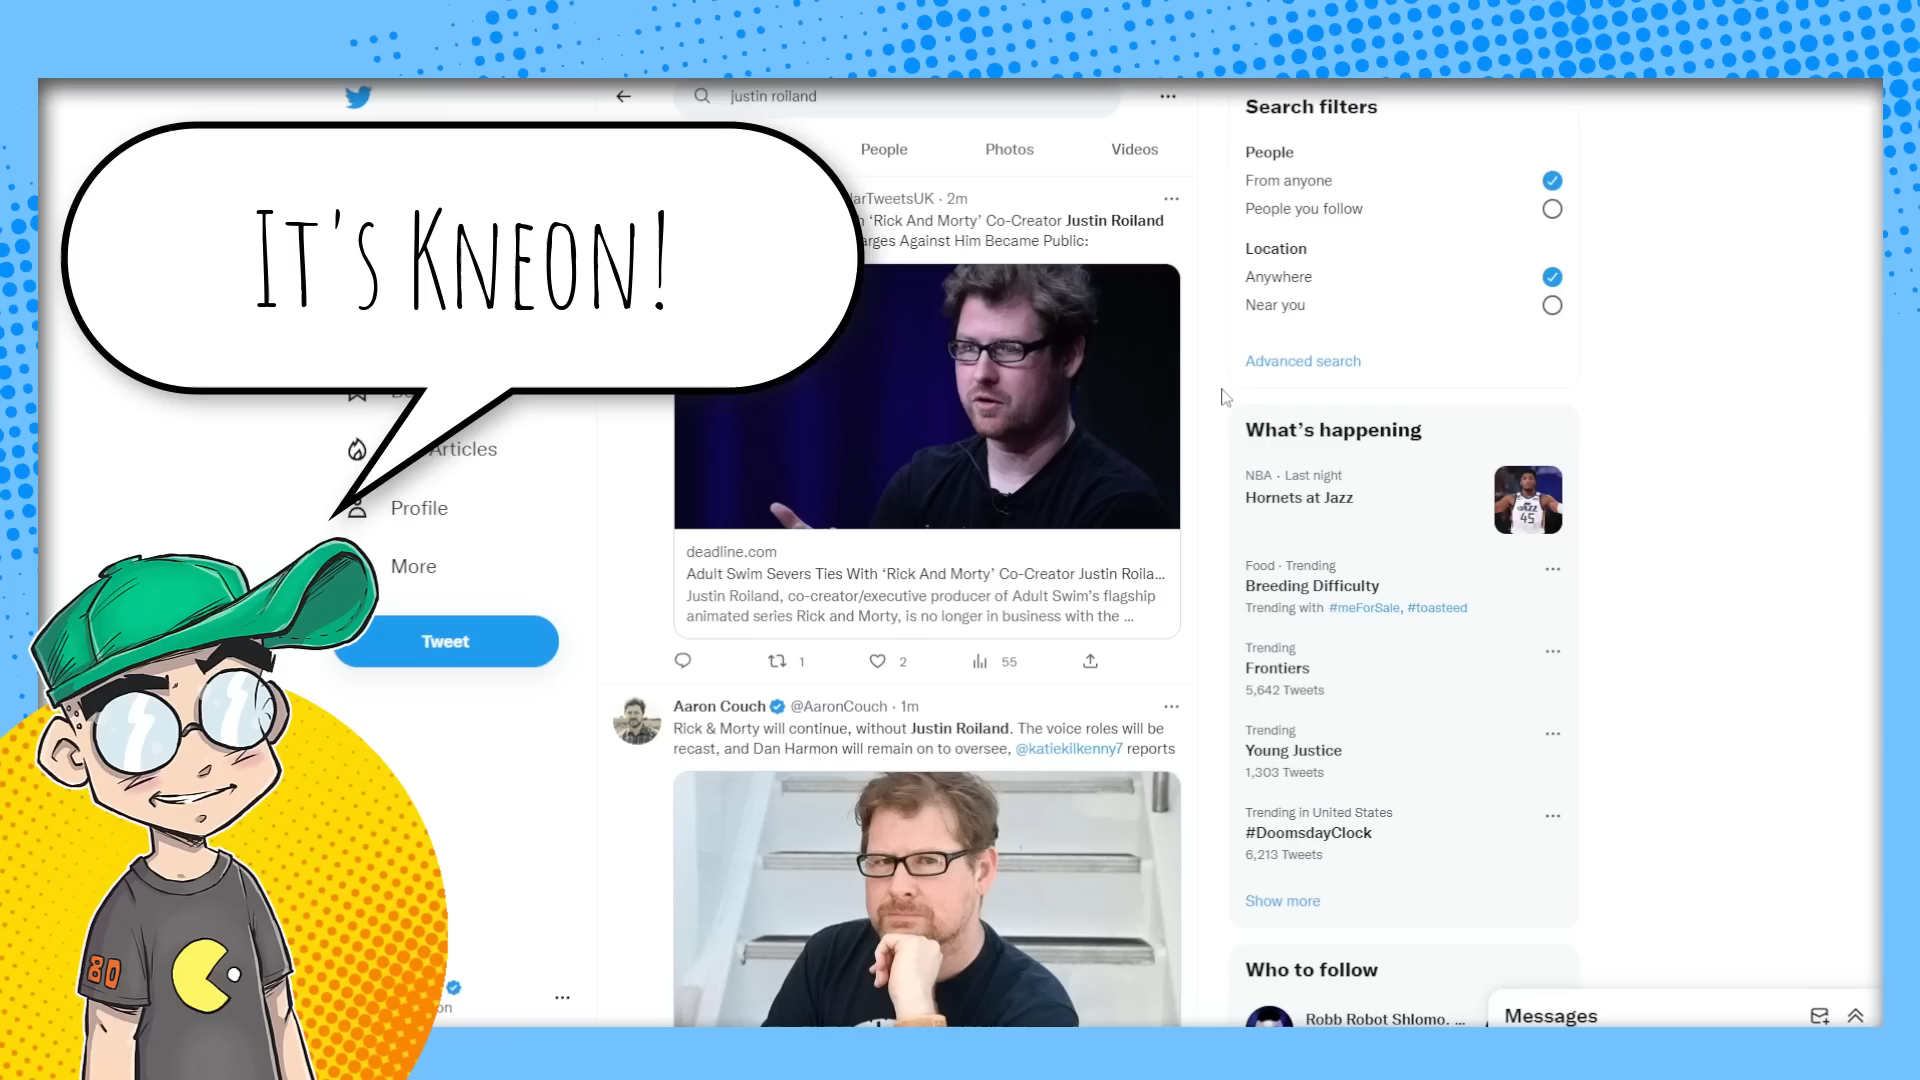 justin roiland
People Photos Videos
It's Kneon!
arTweetsUK · 2m
‘Rick And Morty’ Co-Creator Justin Roiland
arges Against Him Became Public:
deadline.com
Adult Swim Severs Ties With ‘Rick And Morty’ Co-Creator Justin Roila...
Justin Roiland, co-creator/executive producer of Adult Swim’s flagship
animated series Rick and Morty, is no longer in business with the ...
1 2 55
Articles
Profile
More
Tweet
Aaron Couch @AaronCouch · 1m
Rick & Morty will continue, without Justin Roiland. The voice roles will be
recast, and Dan Harmon will remain on to oversee, @katiekilkenny7 reports
80
on
Search filters
People
From anyone
People you follow
Location
Anywhere
Near you
Advanced search
What’s happening
NBA · Last night
Hornets at Jazz
JAZZ
45
Food · Trending
Breeding Difficulty
Trending with #meForSale, #toasteed
Trending
Frontiers
5,642 Tweets
Trending
Young Justice
1,303 Tweets
Trending in United States
#DoomsdayClock
6,213 Tweets
Show more
Who to follow
Robb Robot Shlomo. ...
Messages